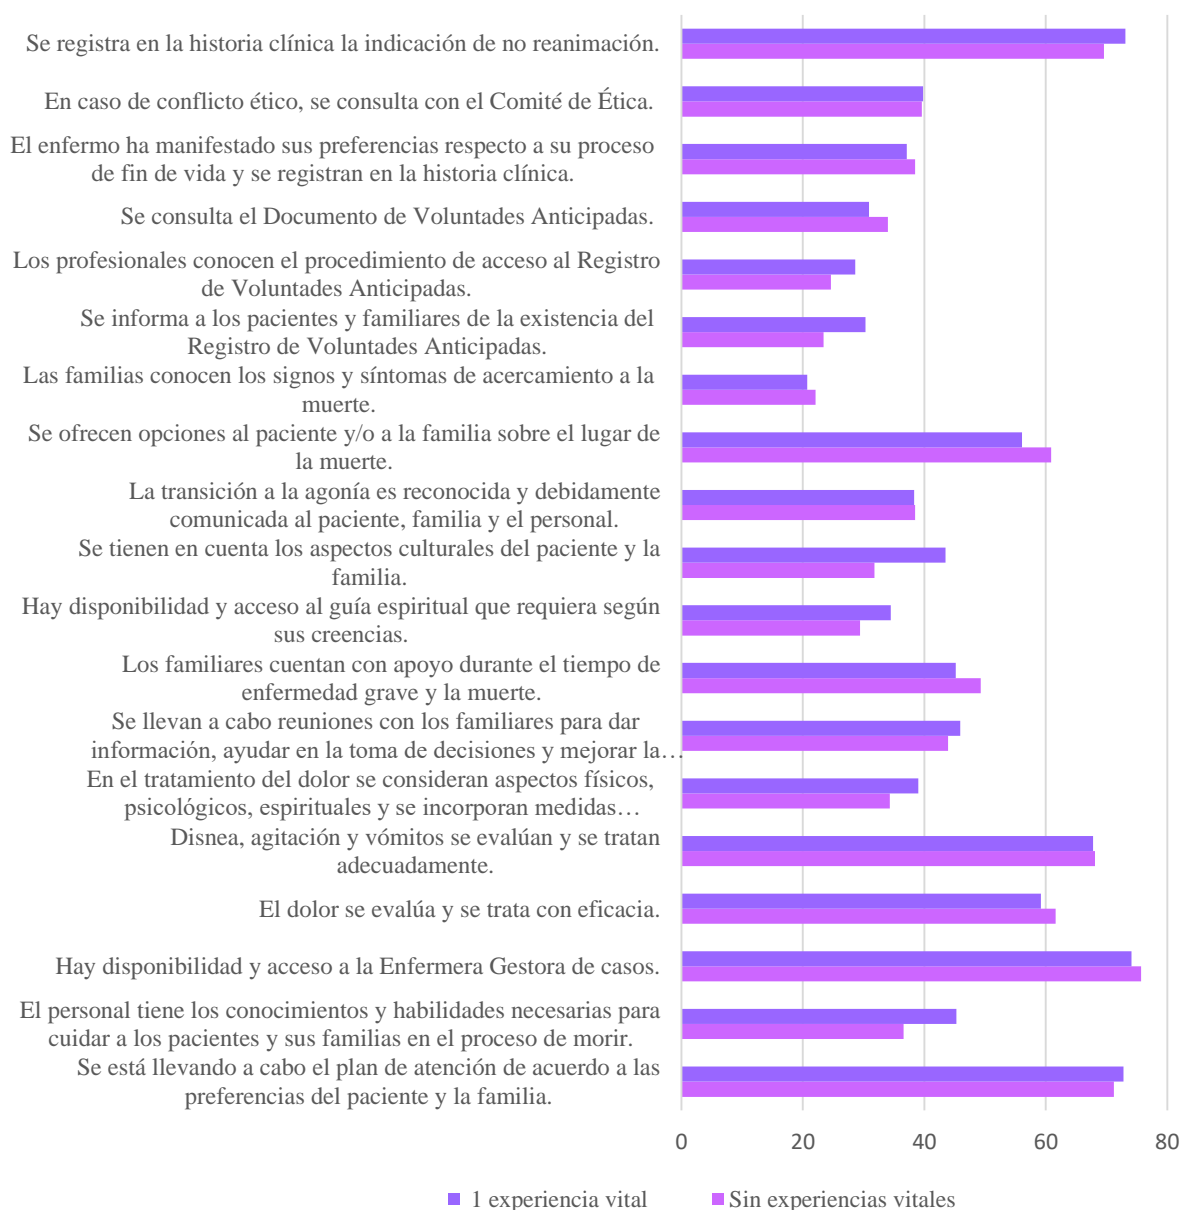 Se registra en la historia clínica la indicación de no reanimación.
En caso de conflicto ético, se consulta con el Comité de Ética.
El enfermo ha manifestado sus preferencias respecto a su proceso
de fin de vida y se registran en la historia clínica.
Se consulta el Documento de Voluntades Anticipadas.
Los profesionales conocen el procedimiento de acceso al Registro
de Voluntades Anticipadas.
Se informa a los pacientes y familiares de la existencia del
Registro de Voluntades Anticipadas.
Las familias conocen los signos y síntomas de acercamiento a la
muerte.
Se ofrecen opciones al paciente y/o a la familia sobre el lugar de
la muerte.
La transición a la agonía es reconocida y debidamente
comunicada al paciente, familia y el personal.
Se tienen en cuenta los aspectos culturales del paciente y la
familia.
Hay disponibilidad y acceso al guía espiritual que requiera según
sus creencias.
Los familiares cuentan con apoyo durante el tiempo de
enfermedad grave y la muerte.
Se llevan a cabo reuniones con los familiares para dar
información, ayudar en la toma de decisiones y mejorar la…
En el tratamiento del dolor se consideran aspectos físicos,
psicológicos, espirituales y se incorporan medidas…
Disnea, agitación y vómitos se evalúan y se tratan
adecuadamente.
El dolor se evalúa y se trata con eficacia.
Hay disponibilidad y acceso a la Enfermera Gestora de casos.
El personal tiene los conocimientos y habilidades necesarias para
cuidar a los pacientes y sus familias en el proceso de morir.
Se está llevando a cabo el plan de atención de acuerdo a las
preferencias del paciente y la familia.
0 20 40 60 80
1 experiencia vital Sin experiencias vitales